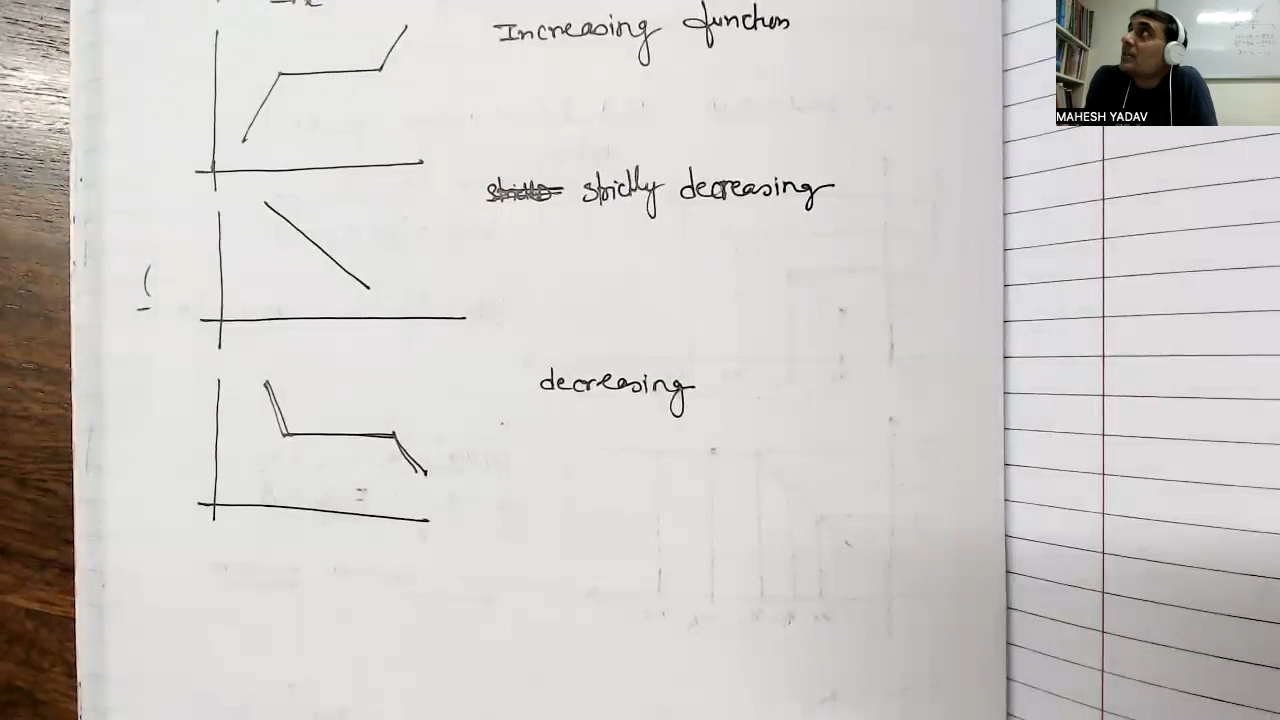 Increasing function
strictly decreasing
decreasing
MAHESH YADAV